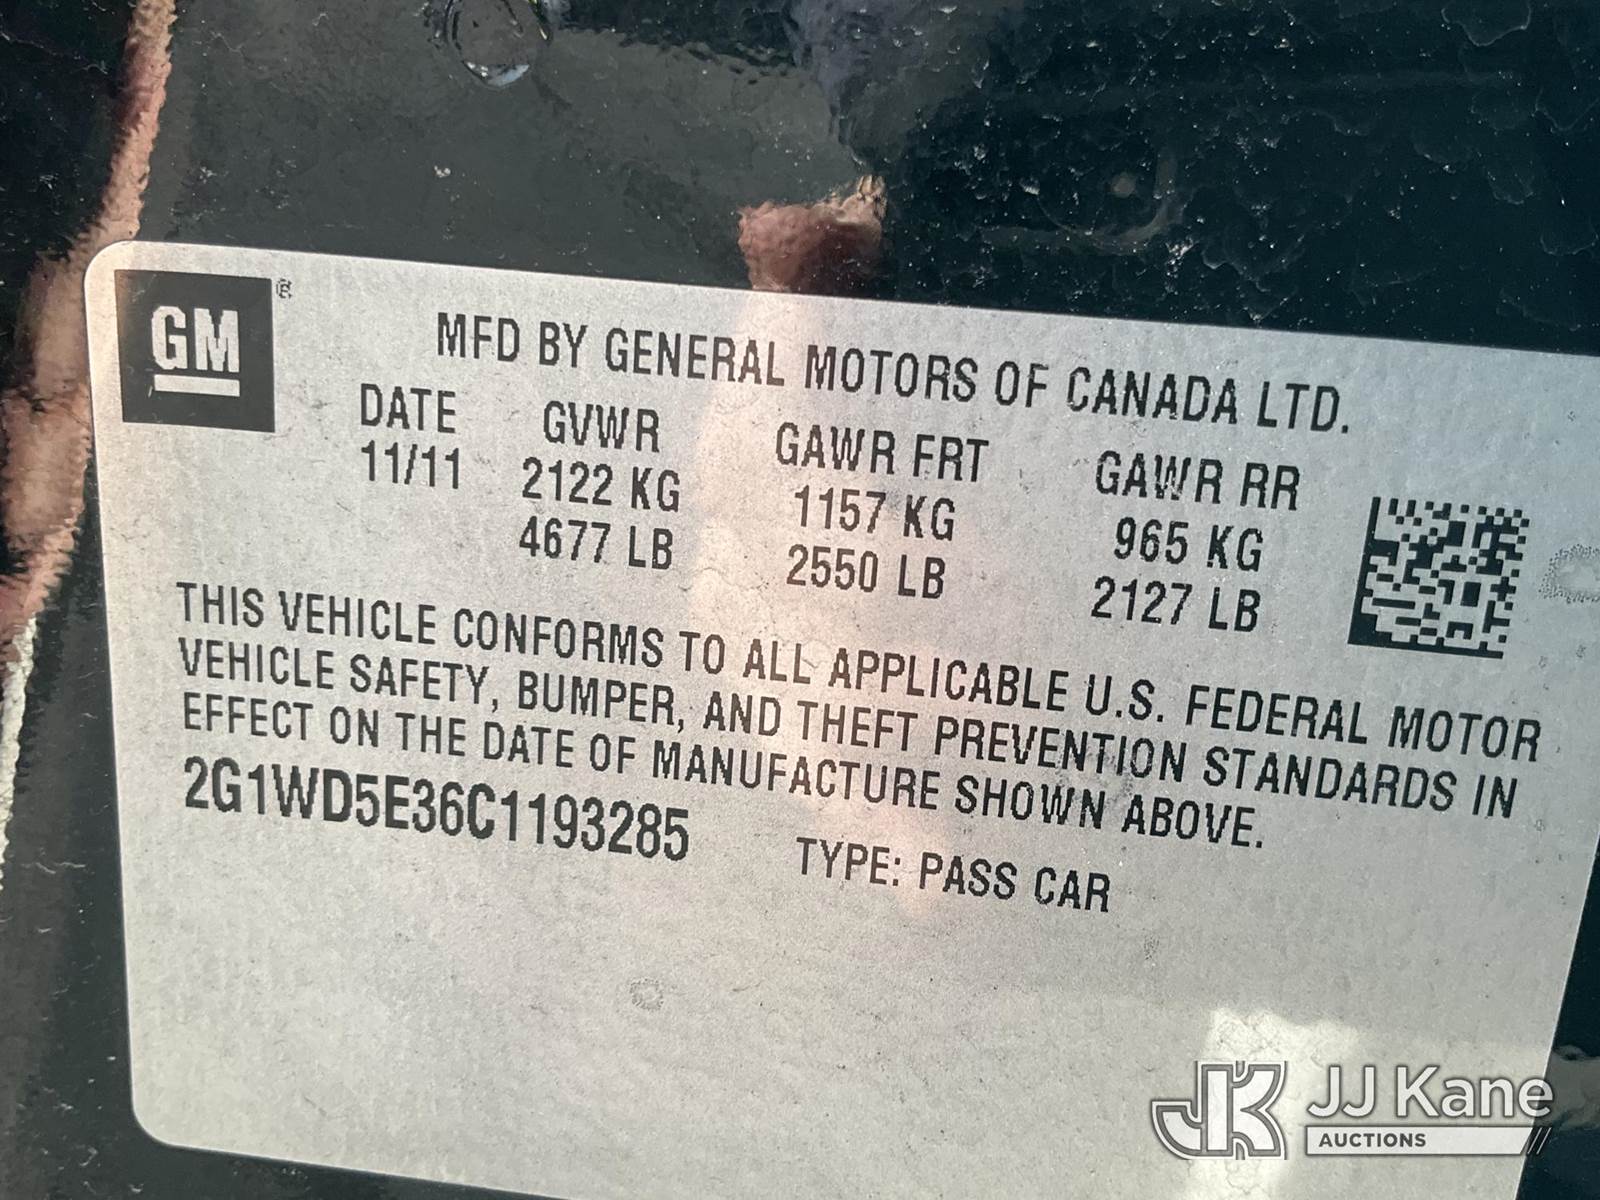 GM ®
MFD BY GENERAL MOTORS OF CANADA LTD.
DATE GVWR GAWR FRT GAWR RR
11/11 2122 KG 1157 KG 965 KG
4677 LB 2550 LB 2127 LB
THIS VEHICLE CONFORMS TO ALL APPLICABLE U.S. FEDERAL MOTOR
VEHICLE SAFETY, BUMPER, AND THEFT PREVENTION STANDARDS IN
EFFECT ON THE DATE OF MANUFACTURE SHOWN ABOVE.
2G1WD5E36C1193285 TYPE: PASS CAR
JK JJ Kane
AUCTIONS